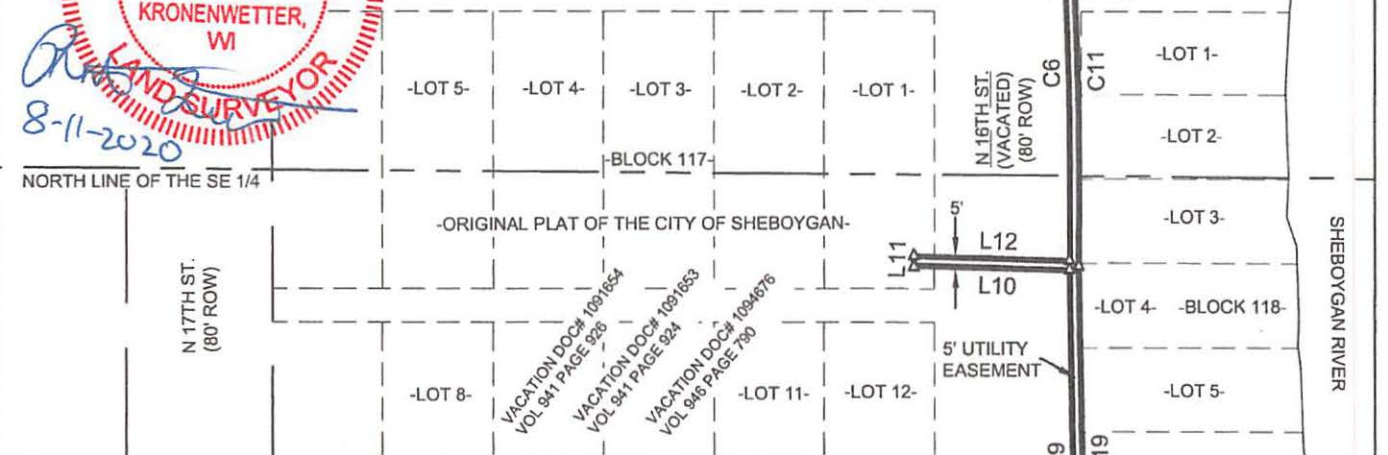 KRONENWETTER,
WI
LAND SURVEYOR
8-11-2020
NORTH LINE OF THE SE 1/4
N 17TH ST.
(80' ROW)
-LOT 5-
-LOT 4-
-LOT 3-
-LOT 2-
-LOT 1-
-BLOCK 117-
-ORIGINAL PLAT OF THE CITY OF SHEBOYGAN-
VACATION DOC# 1091654
VOL 941 PAGE 926
VACATION DOC# 1091653
VOL 941 PAGE 924
VACATION DOC# 1094676
VOL 946 PAGE 790
-LOT 8-
-LOT 11-
-LOT 12-
N 16TH ST.
(VACATED)
(80' ROW)
C6
C11
5'
L11
L12
L10
5' UTILITY
EASEMENT
9
19
-LOT 1-
-LOT 2-
-LOT 3-
-LOT 4-
-BLOCK 118-
-LOT 5-
SHEBOYGAN RIVER